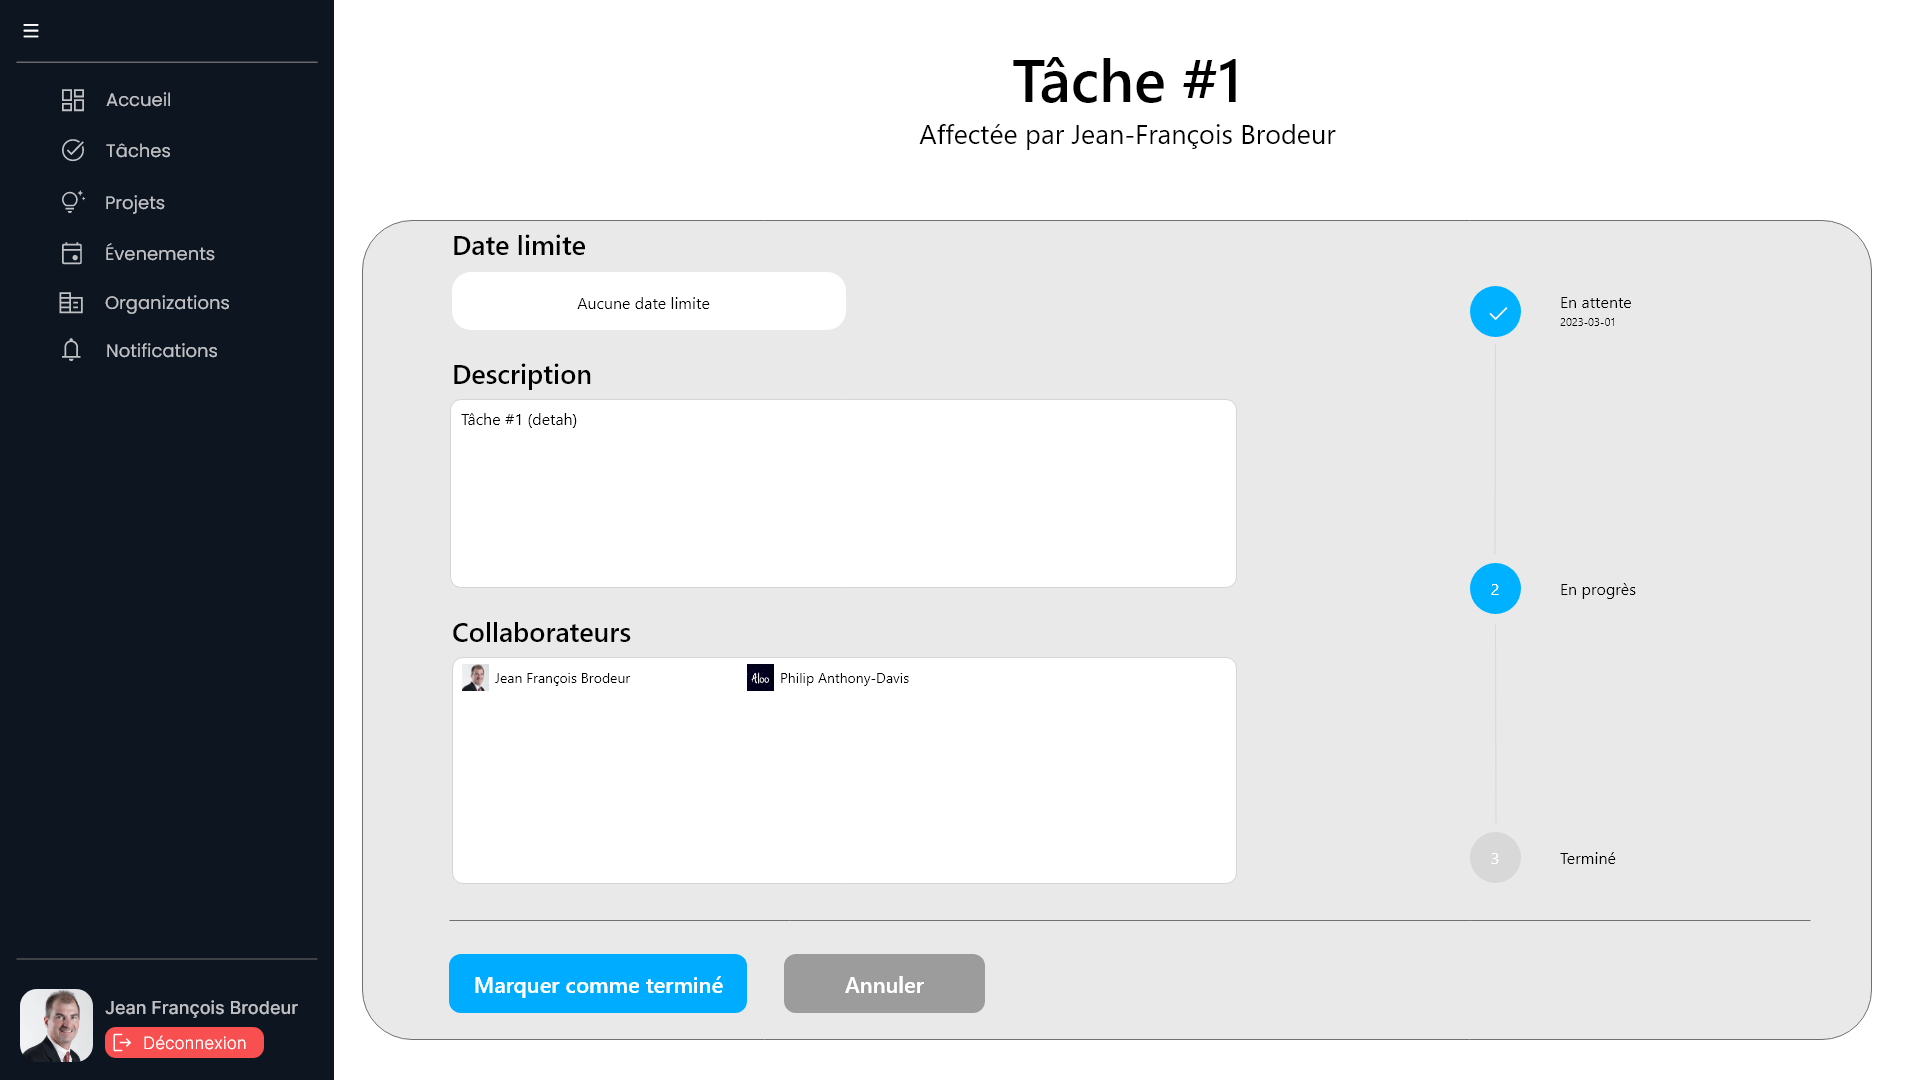 Accueil
Tâches
Projets
Évenements
Organizations
Notifications
Jean François Brodeur
Déconnexion
Tâche #1
Affectée par Jean-François Brodeur
Date limite
Aucune date limite
Description
Tâche #1 (detah)
Collaborateurs
Jean François Brodeur
Aloo
Philip Anthony-Davis
En attente
2023-03-01
2
En progrès
3
Terminé
Marquer comme terminé
Annuler